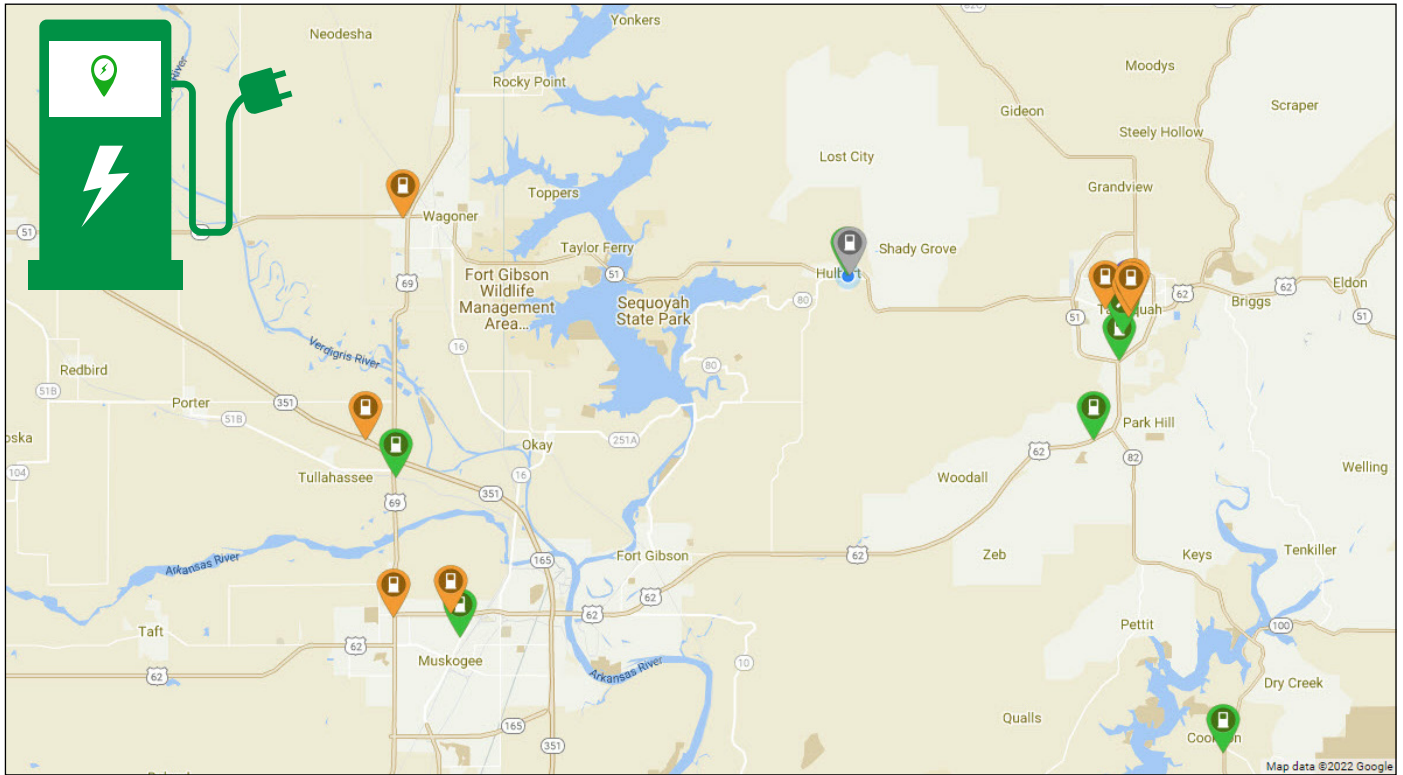 82C
Yonkers
Neodesha
Moodys
Rocky Point
River
Scraper
Gideon
Steely Hollow
Lost City
Grandview
Toppers
Wagoner
51
Taylor Ferry
Shady Grove
Fort Gibson
Wildlife
Management
Area...
51
Hulbert
69
62
62
Eldon
Sequoyah
State Park
80
Briggs
51
51
16
Verdigris River
80
Redbird
51B
Porter
351
51B
Park Hill
251A
Okay
62
82
104
Tullahassee
16
Woodall
Welling
69
351
Arkansas River
165
Fort Gibson
62
Zeb
Keys
Tenkiller
62
62
Taft
62
Pettit
100
Muskogee
10
Arkansas River
62
Dry Creek
165
Qualls
351
Map data ©2022 Google